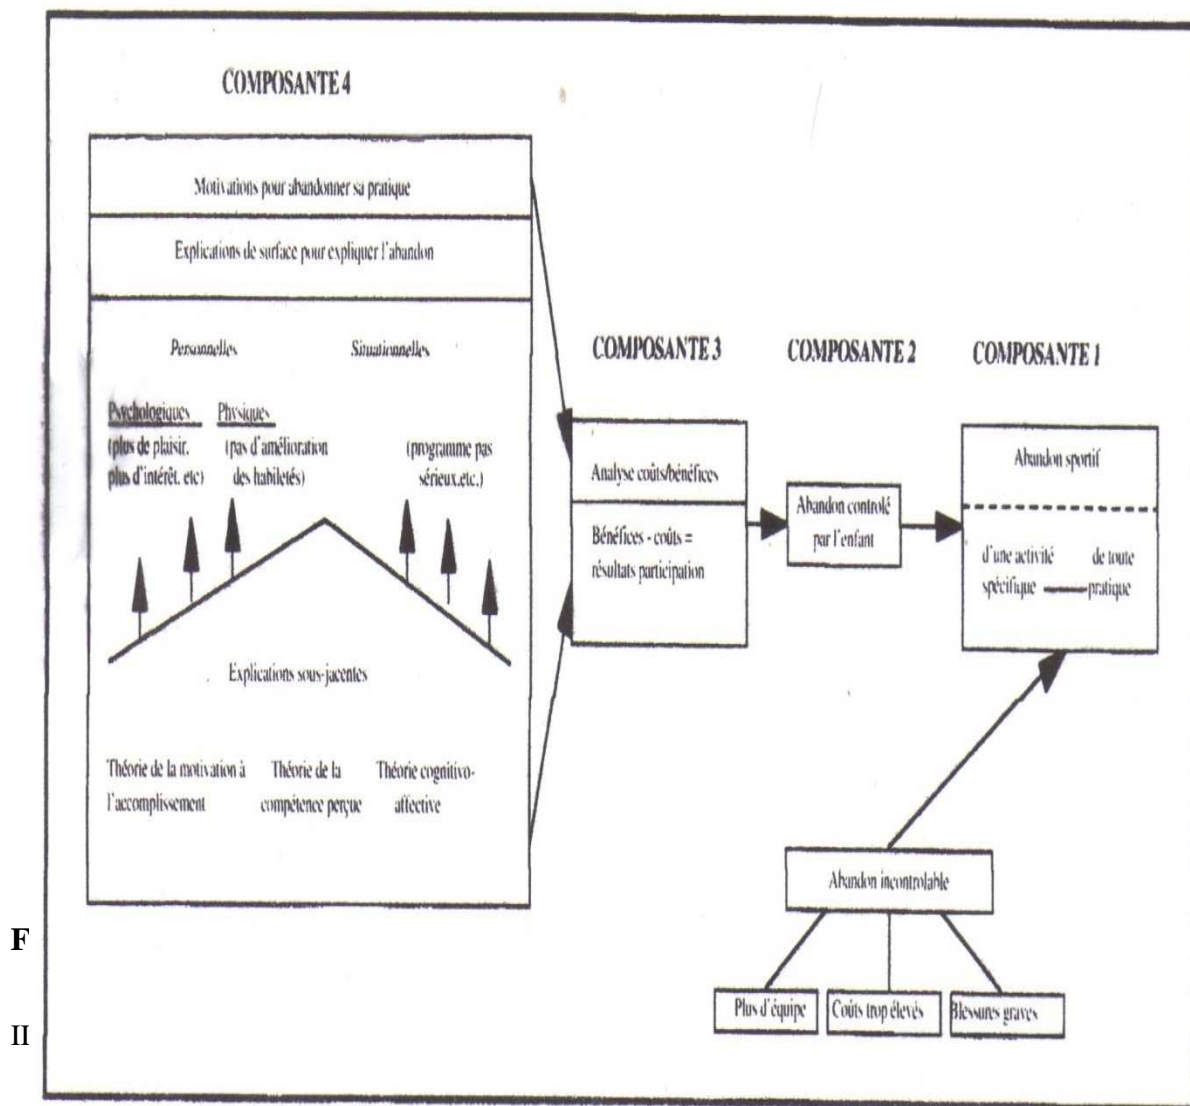 COMPOSANTE 4
Motivations pour abandonner sa pratique
Explications de surface pour expliquer l'abandon
Personnelles
Situationnelles
Psychologiques
(plus de plaisir,
plus d'intérêt. etc)
Physiques
(pas d'amélioration
des habiletés)
(programme pas
sérieux,etc.)
Explications sous-jacentes
Théorie de la motivation à
l'accomplissement
Théorie de la
compétence perçue
Théorie cognitivo-
affective
COMPOSANTE 3
Analyse coûts/bénéfices
Bénéfices - coûts =
résultats participation
COMPOSANTE 2
Abandon controlé
par l'enfant
COMPOSANTE 1
Abandon sportif
d'une activité
spécifique
de toute
pratique
Abandon incontrolable
Plus d'équipe
Coûts trop élevés
Blessures graves
F
II